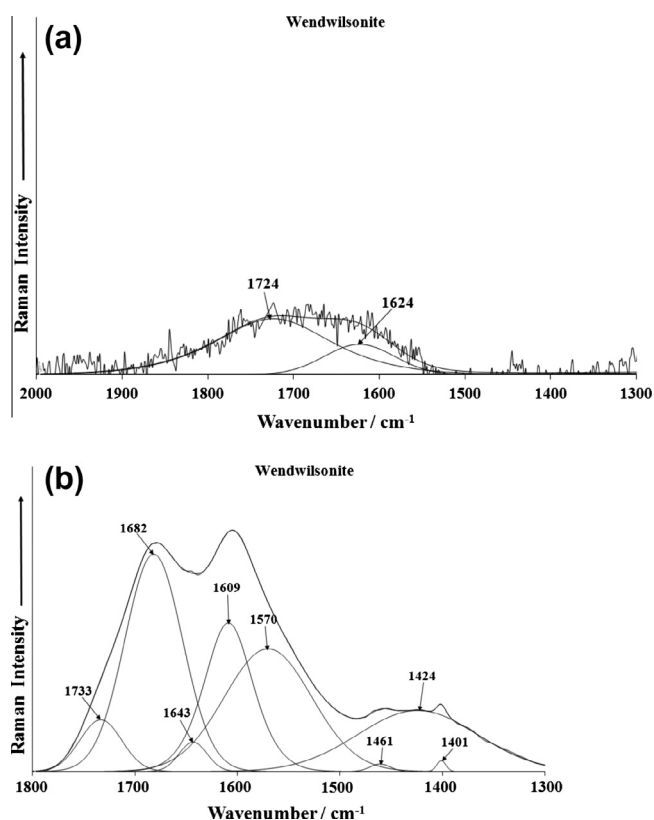 Wendwilsonite
(a)
Raman Intensity
1724
1624
2000 1900 1800 1700 1600 1500 1400 1300
Wavenumber / cm-1
(b)
Wendwilsonite
Raman Intensity
1682
1609
1570
1733
1643
1424
1461
1401
1800 1700 1600 1500 1400 1300
Wavenumber / cm-1